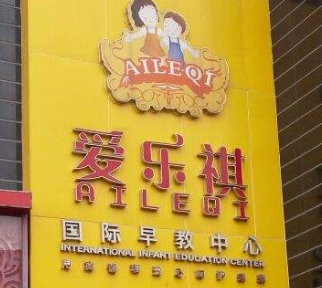 AILEQI
爱乐祺
AILEQI
国际早教中心
INTERNATIONAL INFANT EDUCATION CENTER